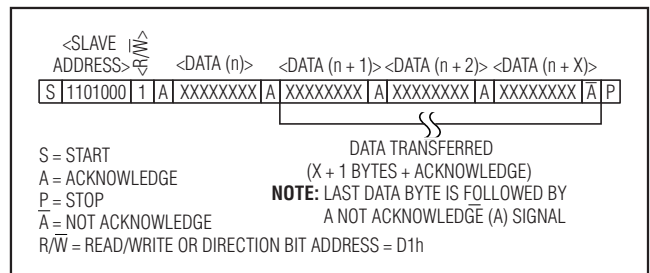 <SLAVE ADDRESS>
<R/W̅>
<DATA (n)>
<DATA (n + 1)> <DATA (n + 2)> <DATA (n + X)>
S 1101000 1 A XXXXXXXX A XXXXXXXX A XXXXXXXX A XXXXXXXX A̅ P
S = START
A = ACKNOWLEDGE
P = STOP
A̅ = NOT ACKNOWLEDGE
R/W̅ = READ/WRITE OR DIRECTION BIT ADDRESS = D1h
DATA TRANSFERRED
(X + 1 BYTES + ACKNOWLEDGE)
NOTE: LAST DATA BYTE IS FOLLOWED BY
A NOT ACKNOWLEDGE (A̅) SIGNAL